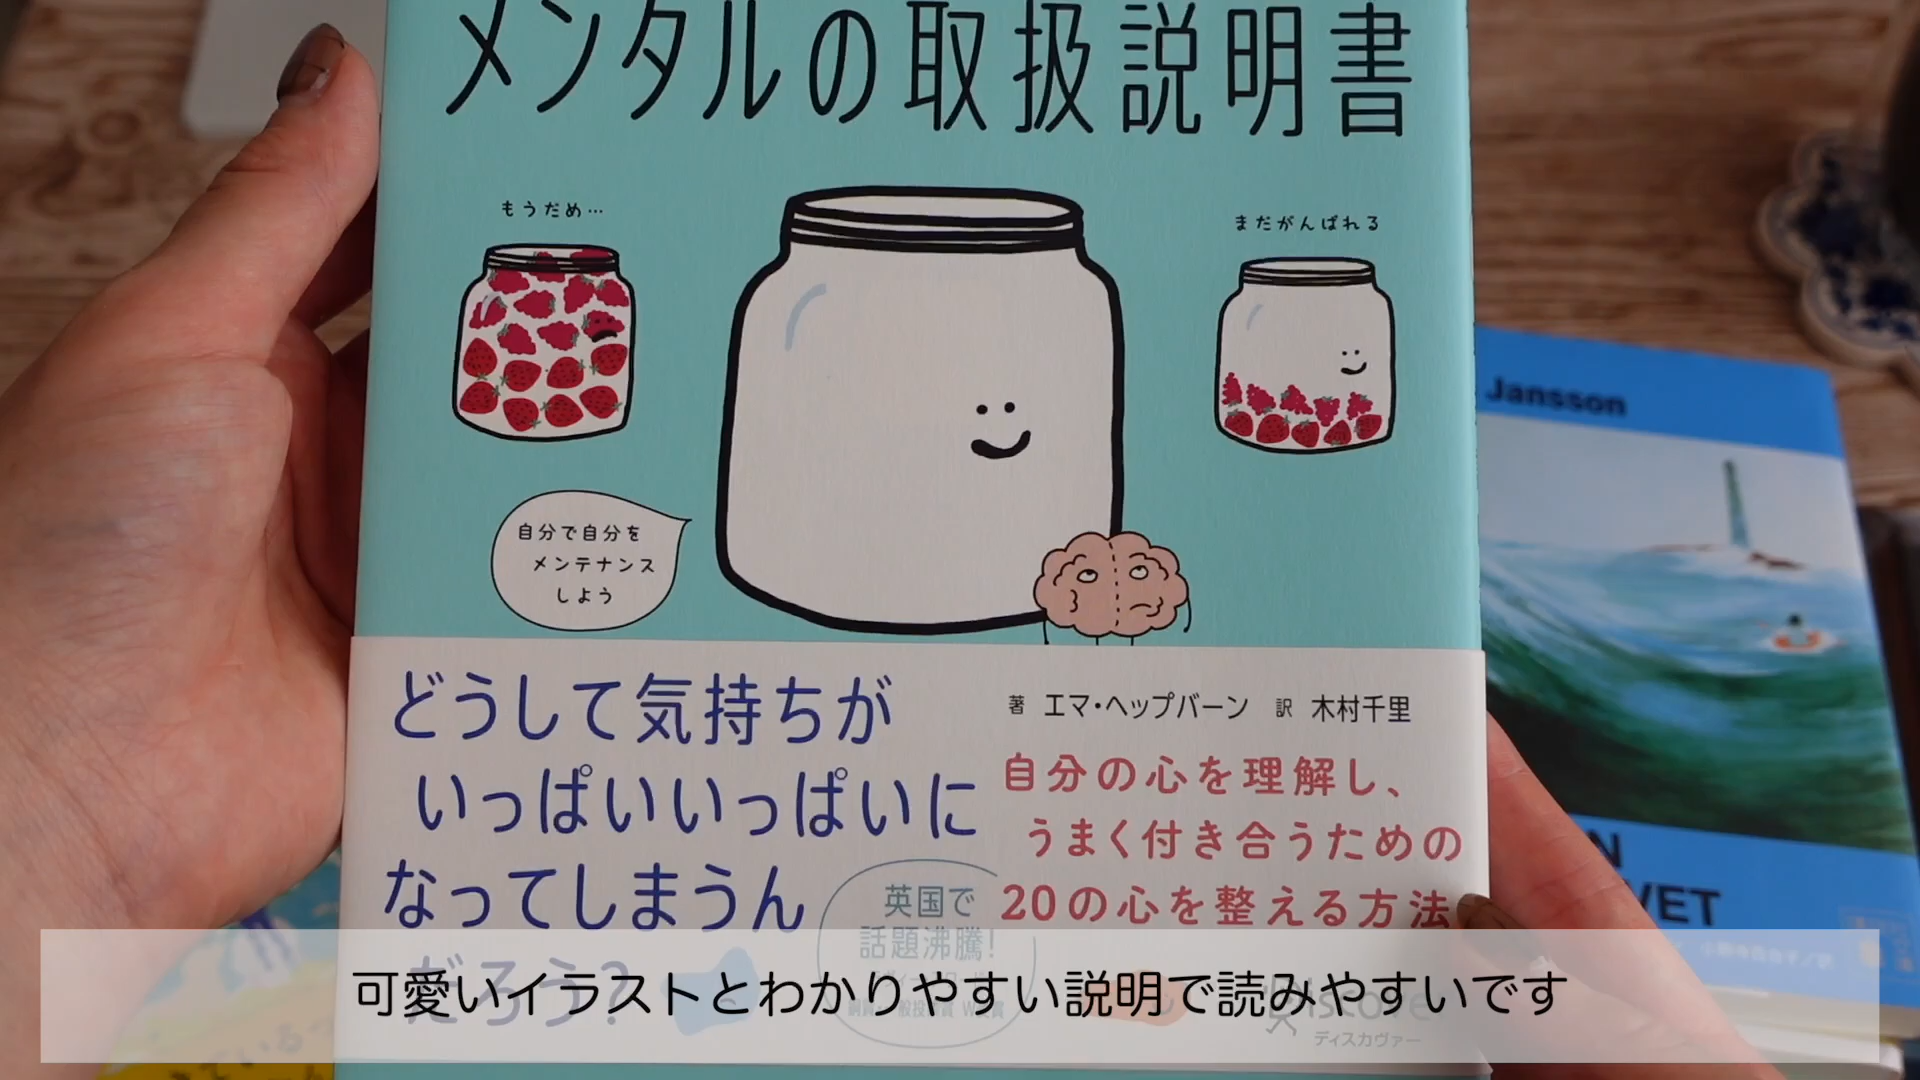 メンタルの取扱説明書
もうだめ…
まだがんばれる
自分で自分を
メンテナンス
しよう
どうして気持ちが
いっぱいいっぱいに
なってしまうん
だろう?
著 エマ・ヘップバーン 訳 木村千里
自分の心を理解し、
うまく付き合うための
20の心を整える方法
英国で
話題沸騰!
ディスカヴァー
Jansson
可愛いイラストとわかりやすい説明で読みやすいです